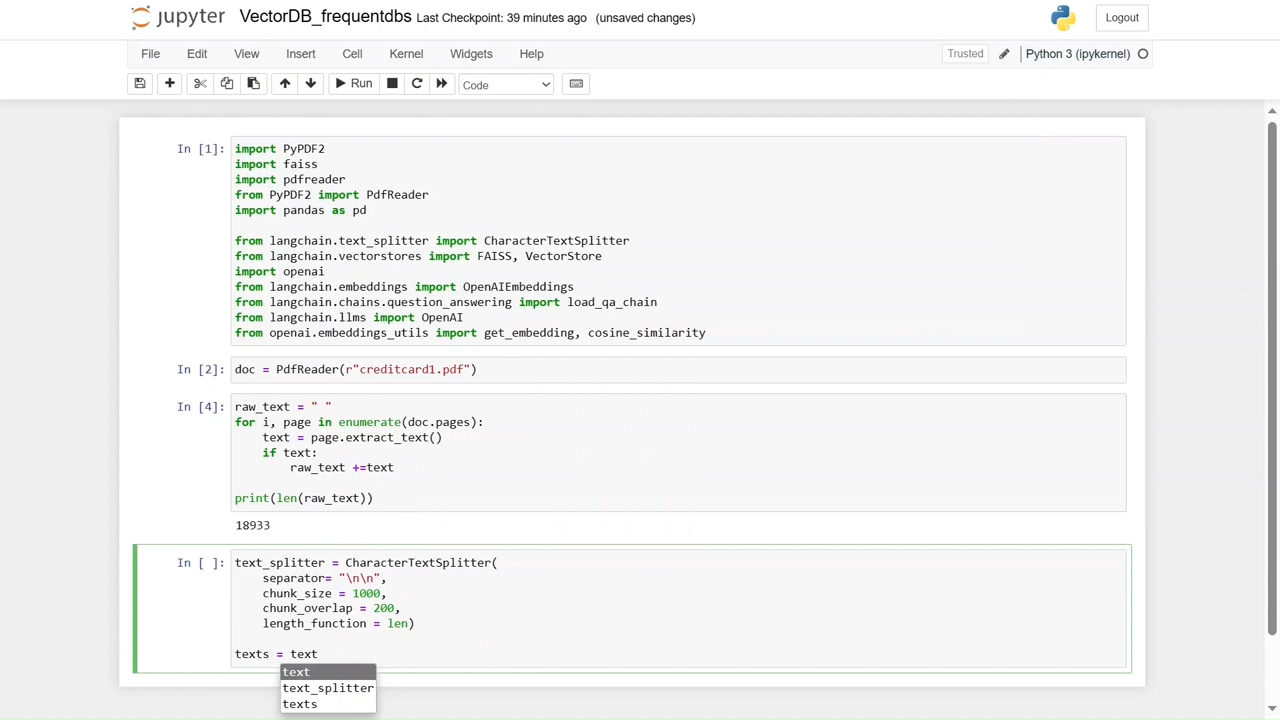 jupyter VectorDB_frequentdbs Last Checkpoint: 39 minutes ago (unsaved changes) Logout
File Edit View Insert Cell Kernel Widgets Help Trusted Python 3 (ipykernel)
Run Code
In [1]: import PyPDF2
import faiss
import pdfreader
from PyPDF2 import PdfReader
import pandas as pd
from langchain.text_splitter import CharacterTextSplitter
from langchain.vectorstores import FAISS, VectorStore
import openai
from langchain.embeddings import OpenAIEmbeddings
from langchain.chains.question_answering import load_qa_chain
from langchain.llms import OpenAI
from openai.embeddings_utils import get_embedding, cosine_similarity
In [2]: doc = PdfReader(r"creditcard1.pdf")
In [4]: raw_text = " "
for i, page in enumerate(doc.pages):
    text = page.extract_text()
    if text:
        raw_text +=text
print(len(raw_text))
18933
In [ ]: text_splitter = CharacterTextSplitter(
    separator= "\n\n",
    chunk_size = 1000,
    chunk_overlap = 200,
    length_function = len)
texts = text
text
text_splitter
texts